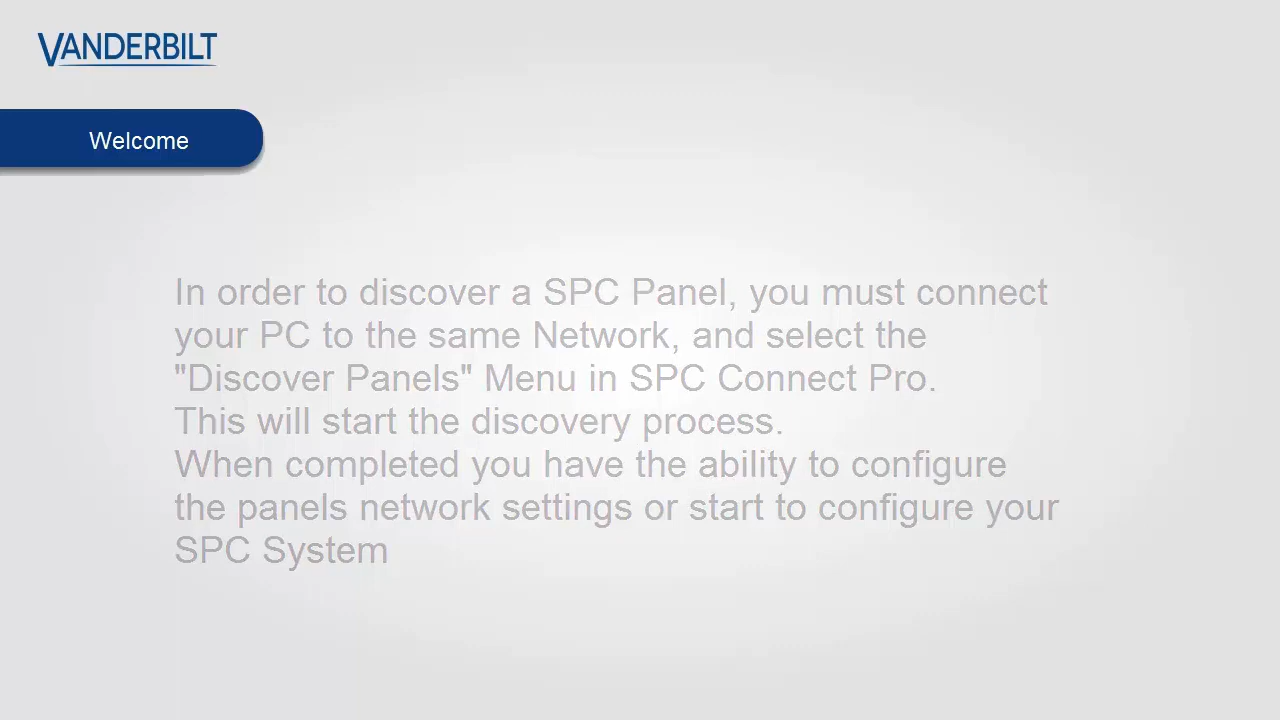 VANDERBILT
Welcome
In order to discover a SPC Panel, you must connect
your PC to the same Network, and select the
"Discover Panels" Menu in SPC Connect Pro.
This will start the discovery process.
When completed you have the ability to configure
the panels network settings or start to configure your
SPC System